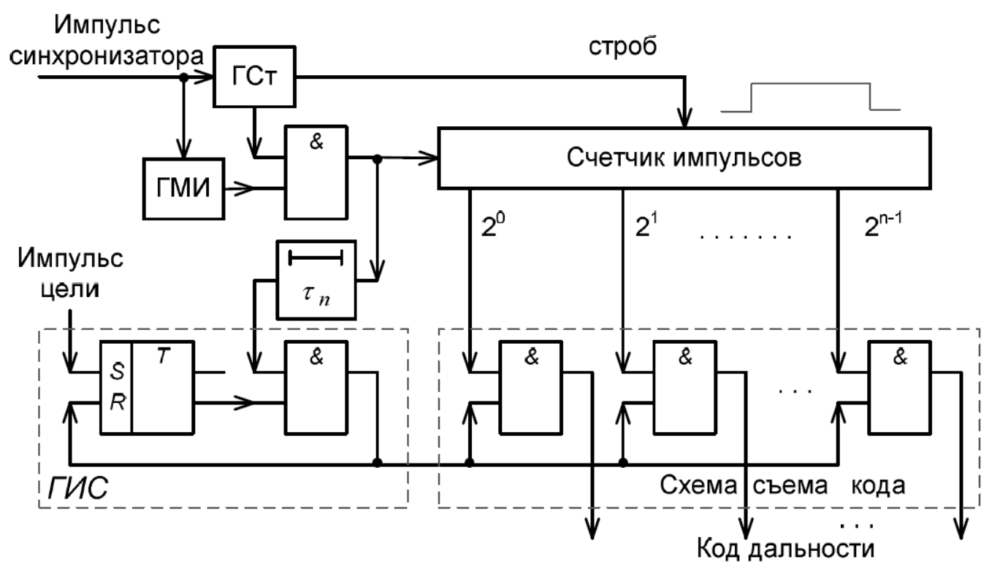 Импульс
синхронизатора
ГСт
строб
&
Счетчик импульсов
ГМИ
2⁰
2¹
. . . . . . .
2ⁿ⁻¹
Импульс
цели
τ n
S T
R
&
&
&
. . .
&
ГИС
Схема съема кода
. . .
Код дальности